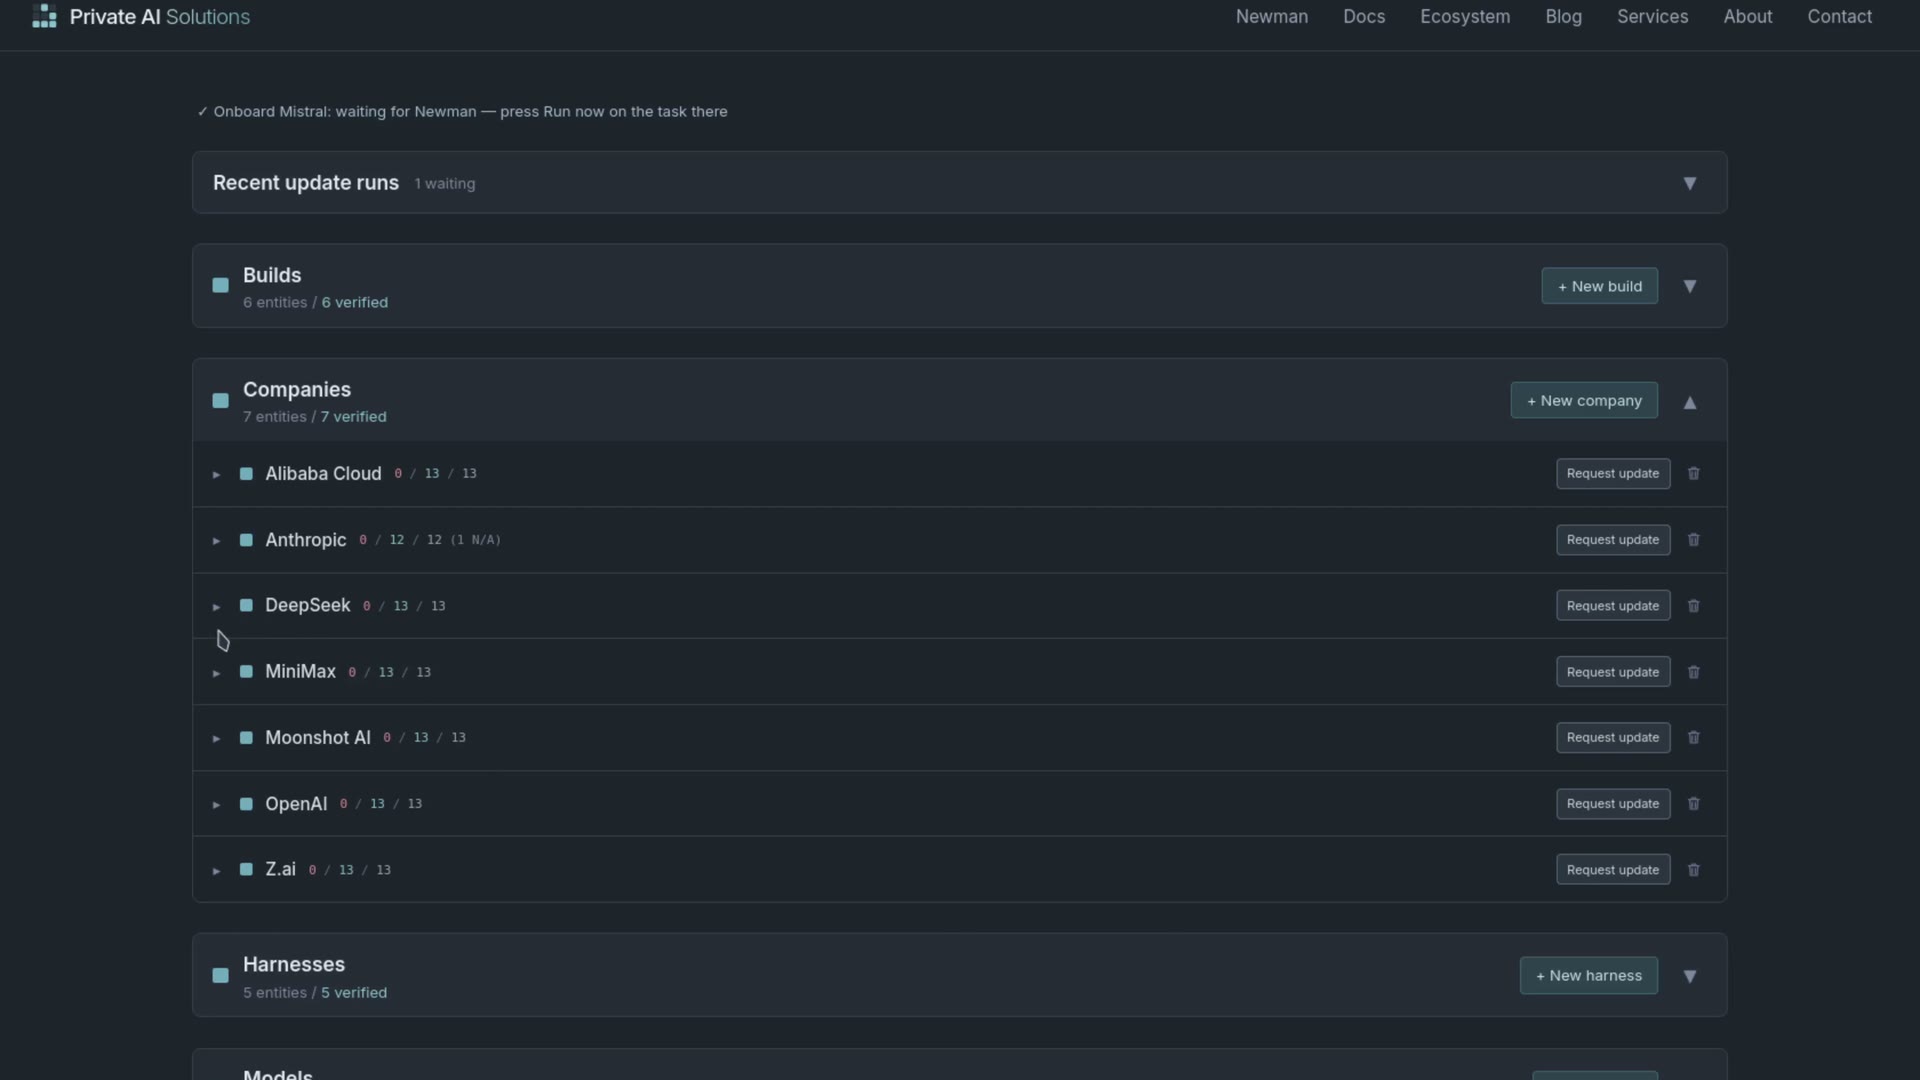 Private AI Solutions
Newman Docs Ecosystem Blog Services About Contact
✓ Onboard Mistral: waiting for Newman — press Run now on the task there
Recent update runs 1 waiting ▼
Builds
6 entities / 6 verified
+ New build ▼
Companies
7 entities / 7 verified
+ New company ▲
▸ Alibaba Cloud 0 / 13 / 13 Request update
▸ Anthropic 0 / 12 / 12 (1 N/A) Request update
▸ DeepSeek 0 / 13 / 13 Request update
▸ MiniMax 0 / 13 / 13 Request update
▸ Moonshot AI 0 / 13 / 13 Request update
▸ OpenAI 0 / 13 / 13 Request update
▸ Z.ai 0 / 13 / 13 Request update
Harnesses
5 entities / 5 verified
+ New harness ▼
Models